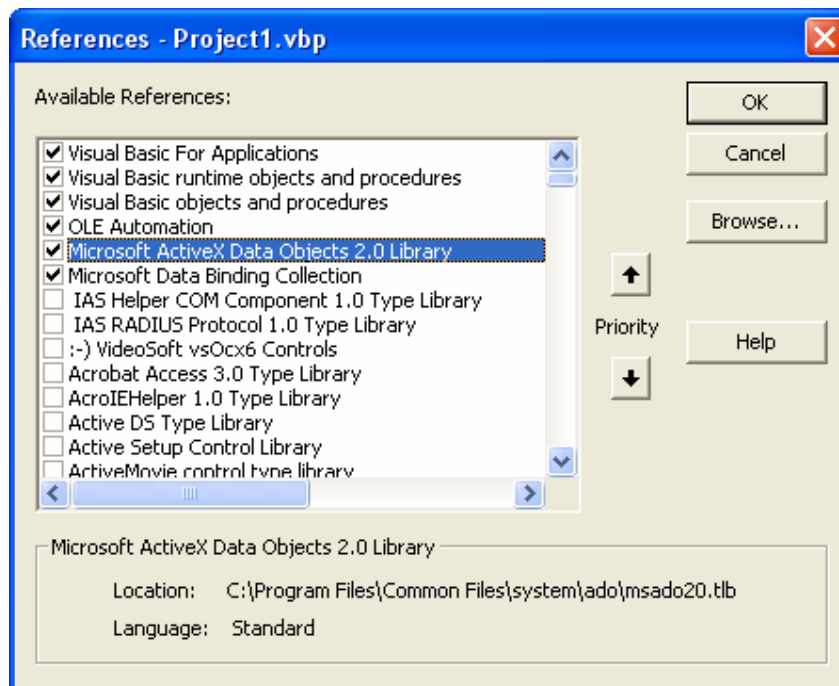 References - Project1.vbp
Available References:
Visual Basic For Applications
Visual Basic runtime objects and procedures
Visual Basic objects and procedures
OLE Automation
Microsoft ActiveX Data Objects 2.0 Library
Microsoft Data Binding Collection
IAS Helper COM Component 1.0 Type Library
IAS RADIUS Protocol 1.0 Type Library
:-) VideoSoft vsOcx6 Controls
Acrobat Access 3.0 Type Library
AcroIEHelper 1.0 Type Library
Active DS Type Library
Active Setup Control Library
ActiveMovie control type library
OK
Cancel
Browse...
Priority
Help
Microsoft ActiveX Data Objects 2.0 Library
Location: C:\Program Files\Common Files\system\ado\msado20.tlb
Language: Standard